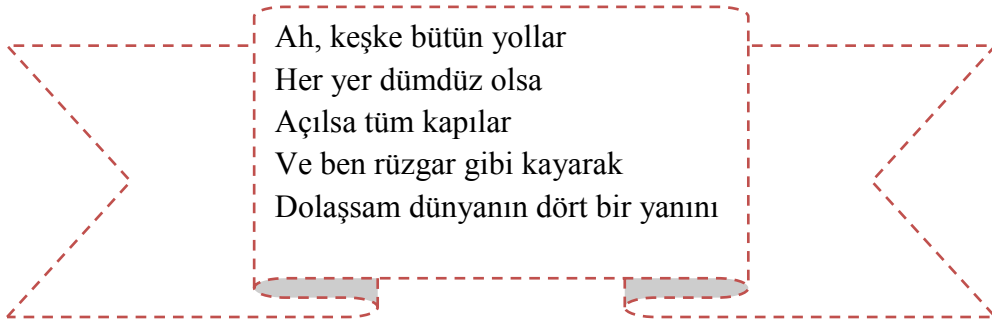 Ah, keşke bütün yollar
Her yer dümdüz olsa
Açılsa tüm kapılar
Ve ben rüzgar gibi kayarak
Dolaşsam dünyanın dört bir yanını